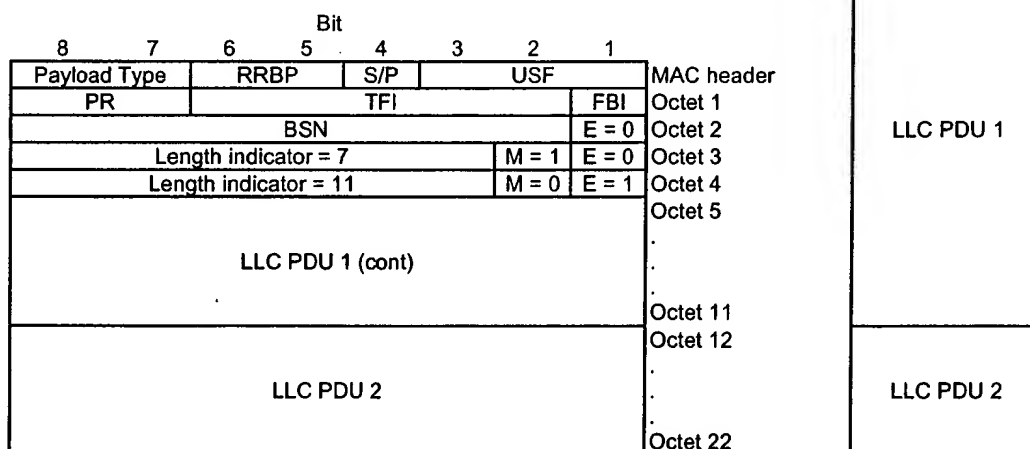 Bit
8 7 6 5 4 3 2 1
Payload Type RRBP S/P USF MAC header
PR TFI FBI Octet 1
BSN E = 0 Octet 2
Length indicator = 7 M = 1 E = 0 Octet 3
Length indicator = 11 M = 0 E = 1 Octet 4
Octet 5
.
LLC PDU 1 (cont) .
.
Octet 11
Octet 12
.
LLC PDU 2 .
.
Octet 22
LLC PDU 1
LLC PDU 2